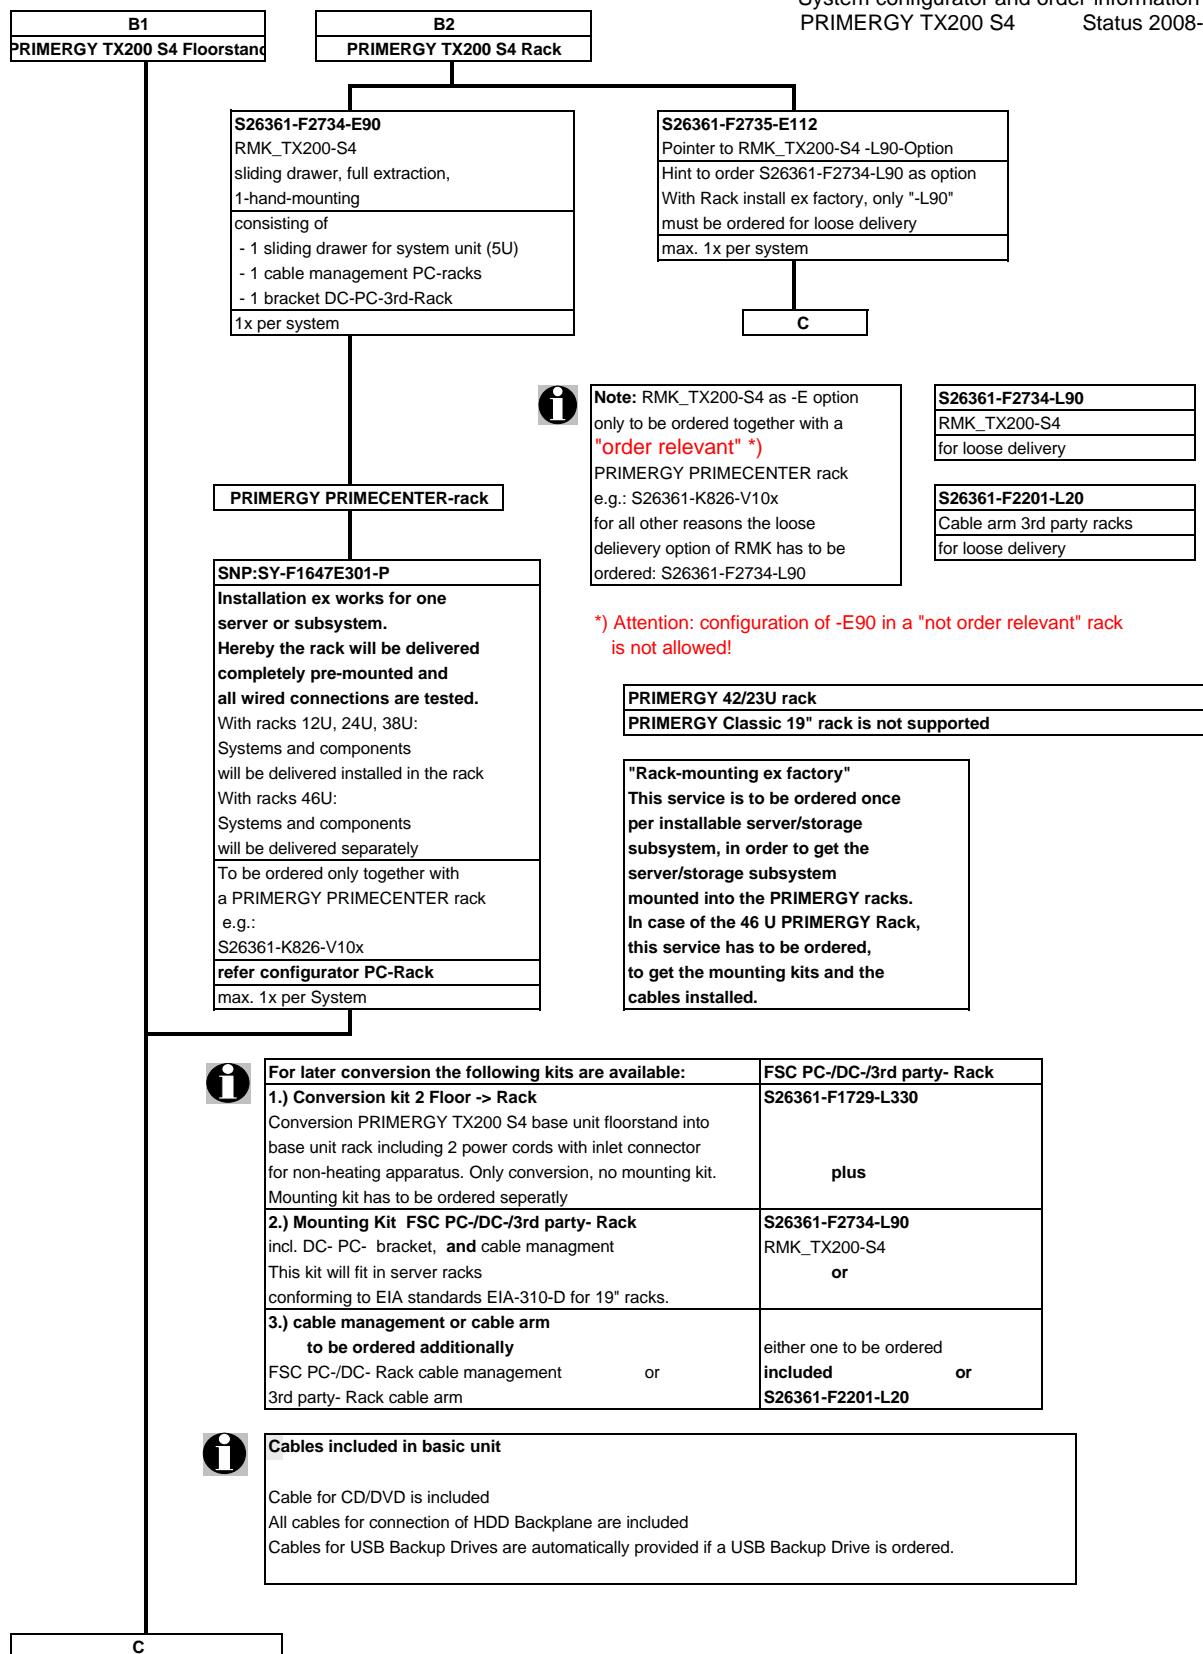 System configurator and order information
PRIMERGY TX200 S4 Status 2008-
B1
PRIMERGY TX200 S4 Floorstand
B2
PRIMERGY TX200 S4 Rack
S26361-F2734-E90
RMK_TX200-S4
sliding drawer, full extraction,
1-hand-mounting
consisting of
- 1 sliding drawer for system unit (5U)
- 1 cable management PC-racks
- 1 bracket DC-PC-3rd-Rack
1x per system
S26361-F2735-E112
Pointer to RMK_TX200-S4 -L90-Option
Hint to order S26361-F2734-L90 as option
With Rack install ex factory, only "-L90"
must be ordered for loose delivery
max. 1x per system
C
Note: RMK_TX200-S4 as -E option
only to be ordered together with a
"order relevant" *)
PRIMERGY PRIMECENTER rack
e.g.: S26361-K826-V10x
for all other reasons the loose
delievery option of RMK has to be
ordered: S26361-F2734-L90
S26361-F2734-L90
RMK_TX200-S4
for loose delivery
S26361-F2201-L20
Cable arm 3rd party racks
for loose delivery
PRIMERGY PRIMECENTER-rack
SNP:SY-F1647E301-P
Installation ex works for one
server or subsystem.
Hereby the rack will be delivered
completely pre-mounted and
all wired connections are tested.
With racks 12U, 24U, 38U:
Systems and components
will be delivered installed in the rack
With racks 46U:
Systems and components
will be delivered separately
To be ordered only together with
a PRIMERGY PRIMECENTER rack
e.g.:
S26361-K826-V10x
refer configurator PC-Rack
max. 1x per System
*) Attention: configuration of -E90 in a "not order relevant" rack
is not allowed!
PRIMERGY 42/23U rack
PRIMERGY Classic 19" rack is not supported
"Rack-mounting ex factory"
This service is to be ordered once
per installable server/storage
subsystem, in order to get the
server/storage subsystem
mounted into the PRIMERGY racks.
In case of the 46 U PRIMERGY Rack,
this service has to be ordered,
to get the mounting kits and the
cables installed.
For later conversion the following kits are available: FSC PC-/DC-/3rd party- Rack
1.) Conversion kit 2 Floor -> Rack S26361-F1729-L330
Conversion PRIMERGY TX200 S4 base unit floorstand into
base unit rack including 2 power cords with inlet connector
for non-heating apparatus. Only conversion, no mounting kit. plus
Mounting kit has to be ordered seperatly
2.) Mounting Kit FSC PC-/DC-/3rd party- Rack S26361-F2734-L90
incl. DC- PC- bracket, and cable managment RMK_TX200-S4
This kit will fit in server racks or
conforming to EIA standards EIA-310-D for 19" racks.
3.) cable management or cable arm
to be ordered additionally either one to be ordered
FSC PC-/DC- Rack cable management or included or
3rd party- Rack cable arm S26361-F2201-L20
Cables included in basic unit
Cable for CD/DVD is included
All cables for connection of HDD Backplane are included
Cables for USB Backup Drives are automatically provided if a USB Backup Drive is ordered.
C